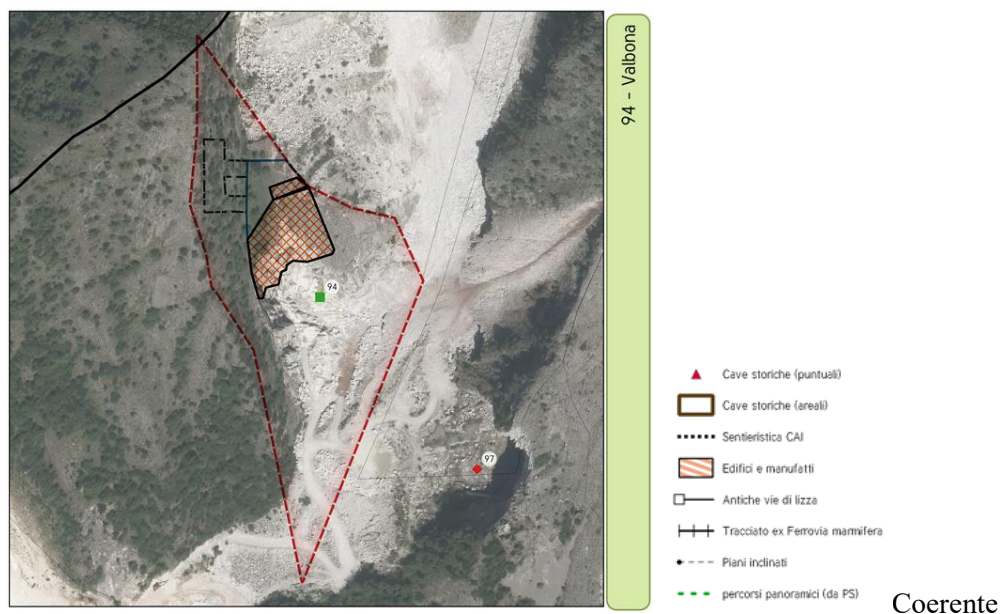 94 - Valbona
94
97
Cave storiche (puntuali)
Cave storiche (areali)
Sentieristica CAI
Edifici e manufatti
Antiche vie di lizza
Tracciato ex Ferrovia marmifera
Piani inclinati
percorsi panoramici (da PS)
Coerente